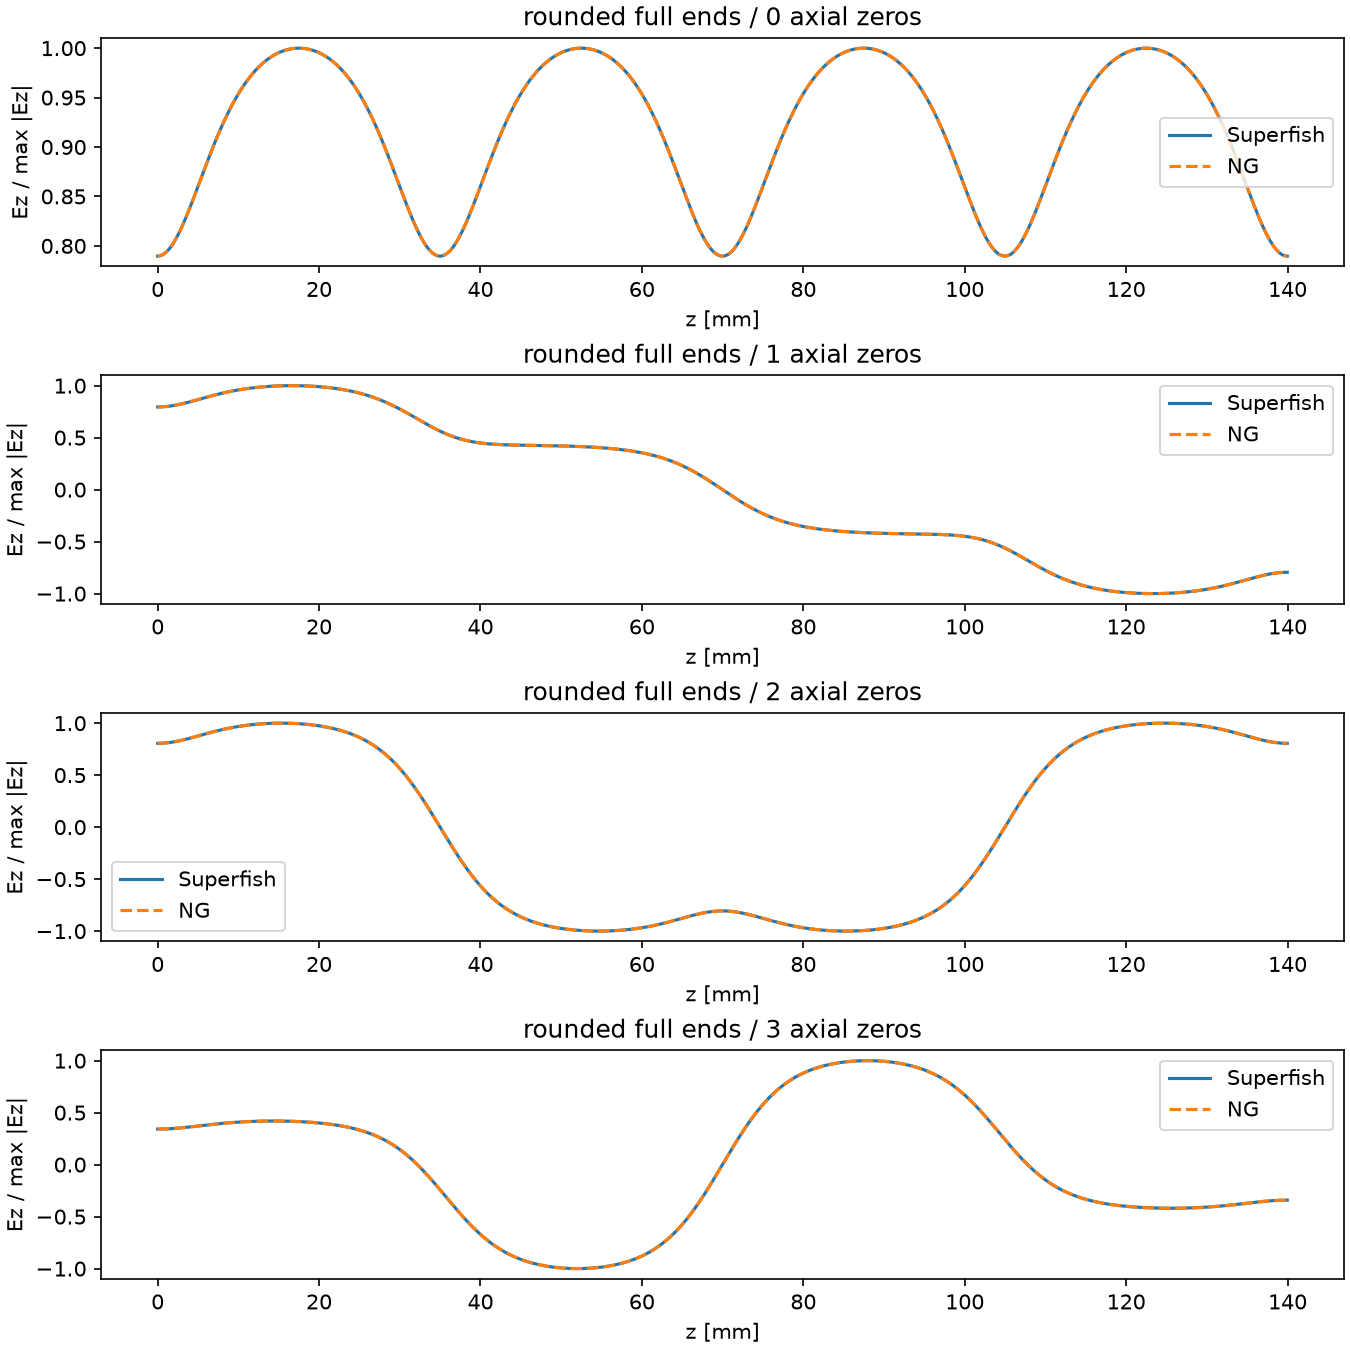 rounded full ends / 0 axial zeros
Ez / max |Ez|
1.00
0.95
0.90
0.85
0.80
Superfish
NG
0 20 40 60 80 100 120 140
z [mm]
rounded full ends / 1 axial zeros
Ez / max |Ez|
1.0
0.5
0.0
−0.5
−1.0
Superfish
NG
0 20 40 60 80 100 120 140
z [mm]
rounded full ends / 2 axial zeros
Ez / max |Ez|
1.0
0.5
0.0
−0.5
−1.0
Superfish
NG
0 20 40 60 80 100 120 140
z [mm]
rounded full ends / 3 axial zeros
Ez / max |Ez|
1.0
0.5
0.0
−0.5
−1.0
Superfish
NG
0 20 40 60 80 100 120 140
z [mm]